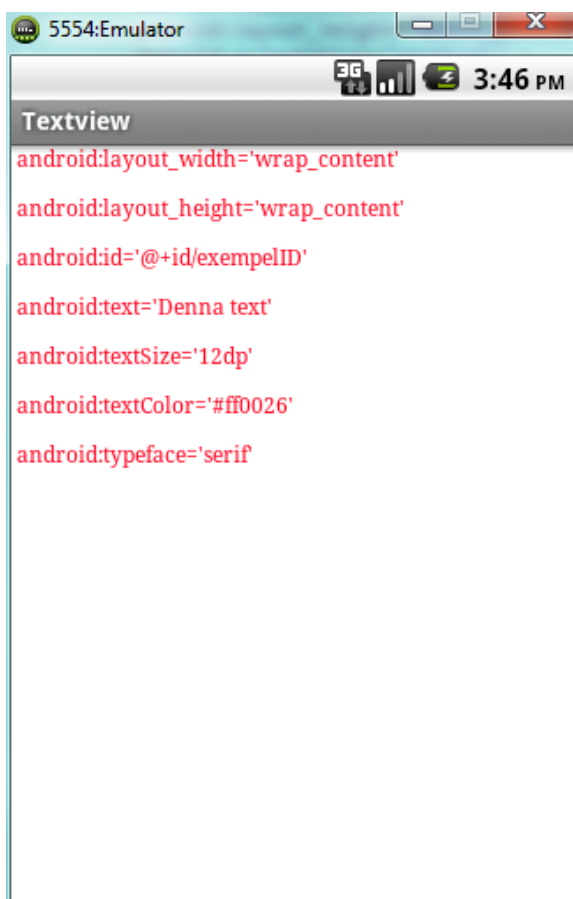 5554:Emulator
3G 3:46 PM
Textview
android:layout_width='wrap_content'
android:layout_height='wrap_content'
android:id='@+id/exempelID'
android:text='Denna text'
android:textSize='12dp'
android:textColor='#ff0026'
android:typeface='serif'